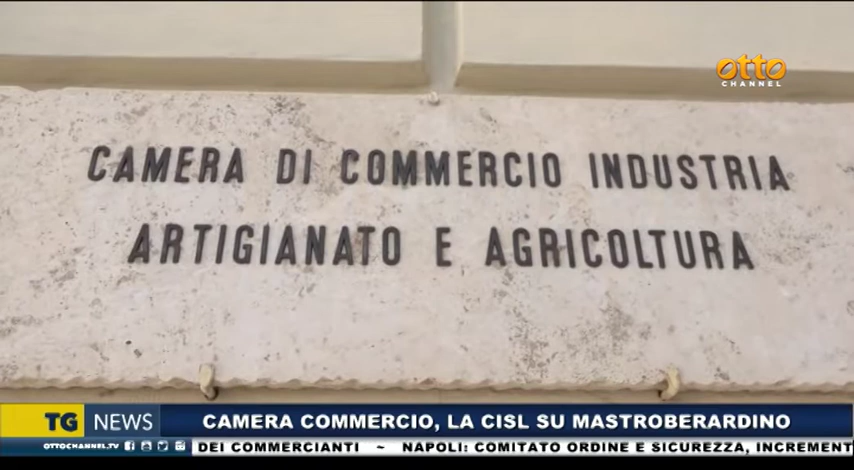 otto
CHANNEL
CAMERA DI COMMERCIO INDUSTRIA
ARTIGIANATO E AGRICOLTURA
TG NEWS
CAMERA COMMERCIO, LA CISL SU MASTROBERARDINO
OTTOCHANNEL.TV
DEI COMMERCIANTI ~ NAPOLI: COMITATO ORDINE E SICUREZZA, INCREMENT